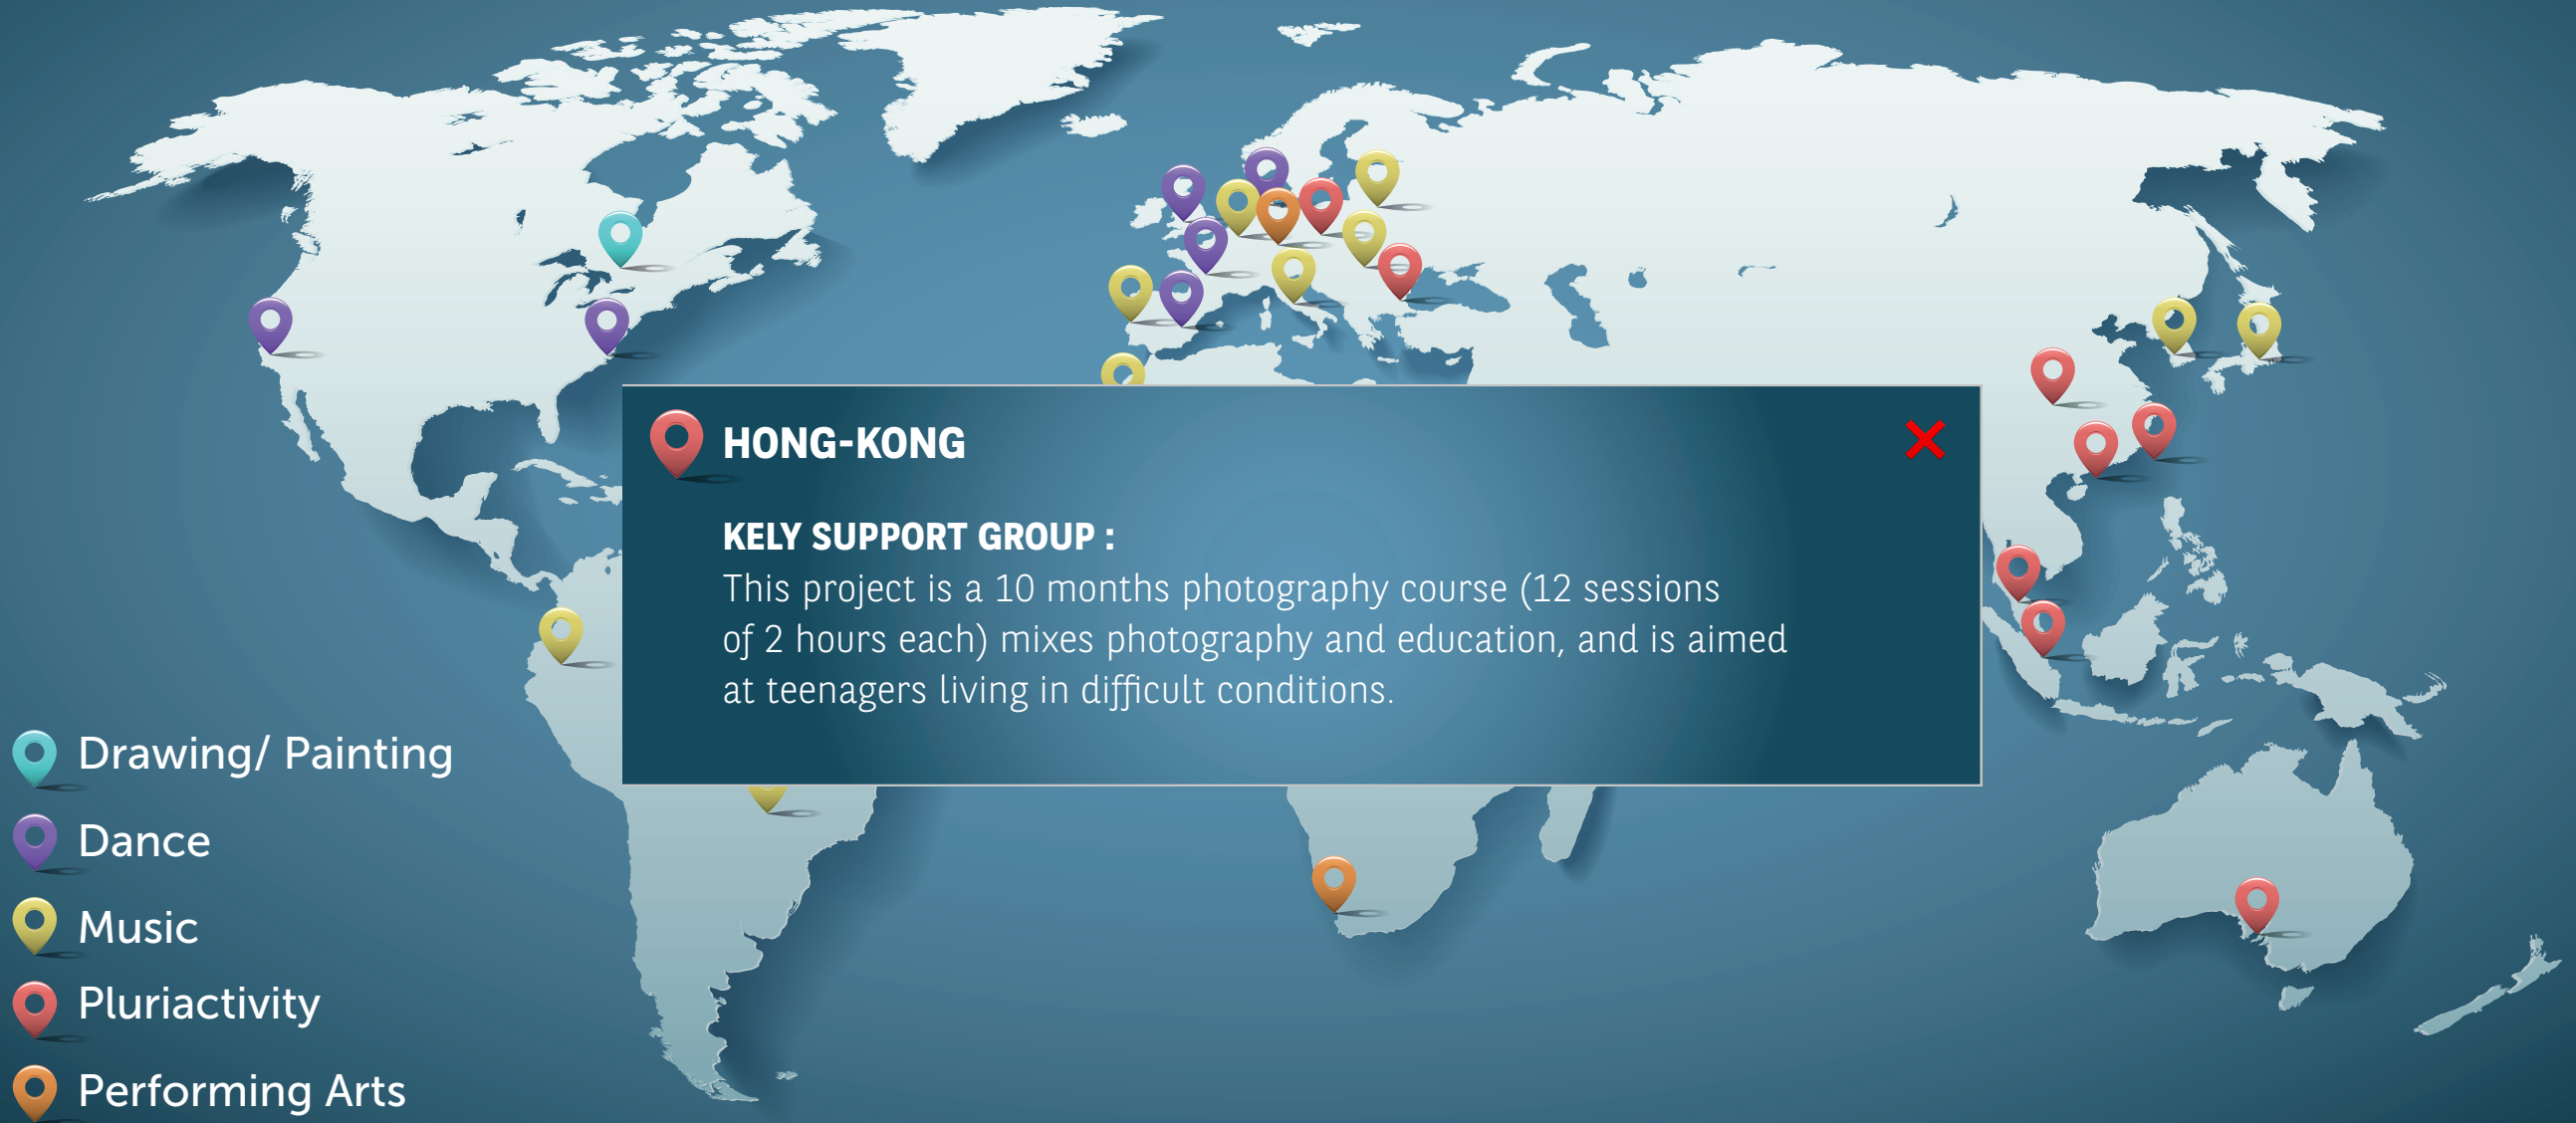 HONG-KONG
KELY SUPPORT GROUP :
This project is a 10 months photography course (12 sessions
of 2 hours each) mixes photography and education, and is aimed
at teenagers living in difficult conditions.
Drawing/ Painting
Dance
Music
Pluriactivity
Performing Arts